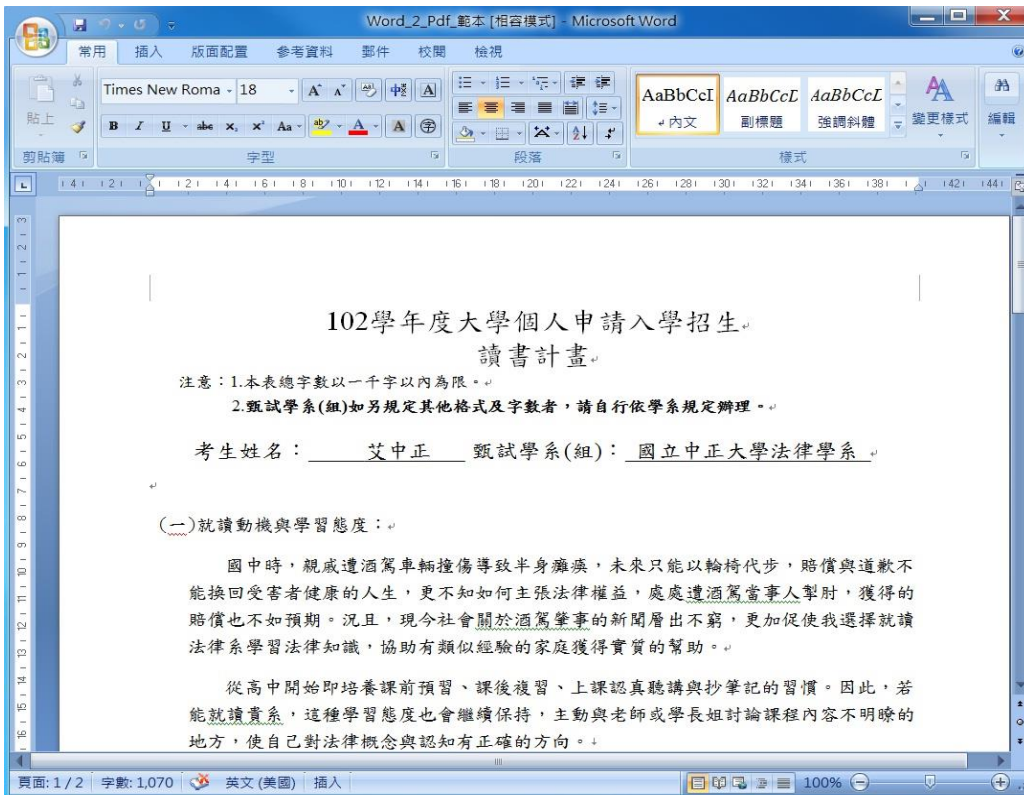 Word_2_Pdf_範本 [相容模式] - Microsoft Word
常用 插入 版面配置 參考資料 郵件 校閱 檢視
貼上
Times New Roma 18
B I U abc x₂ x² Aa
AaBbCcI AaBbCcL AaBbCcL
內文 副標題 強調斜體
變更樣式 編輯
剪貼簿 字型 段落 樣式
102學年度大學個人申請入學招生
讀書計畫
注意：1.本表總字數以一千字以內為限。
2.甄試學系(組)如另規定其他格式及字數者，請自行依學系規定辦理。
考生姓名： 艾中正 甄試學系(組)： 國立中正大學法律學系
(一)就讀動機與學習態度：
國中時，親戚遭酒駕車輛撞傷導致半身癱瘓，未來只能以輪椅代步，賠償與道歉不
能換回受害者健康的人生，更不知如何主張法律權益，處處遭酒駕當事人掣肘，獲得的
賠償也不如預期。況且，現今社會關於酒駕肇事的新聞層出不窮，更加促使我選擇就讀
法律系學習法律知識，協助有類似經驗的家庭獲得實質的幫助。
從高中開始即培養課前預習、課後複習、上課認真聽講與抄筆記的習慣。因此，若
能就讀貴系，這種學習態度也會繼續保持，主動與老師或學長姐討論課程內容不明瞭的
地方，使自己對法律概念與認知有正確的方向。
頁面: 1 / 2 字數: 1,070 英文 (美國) 插入 100%